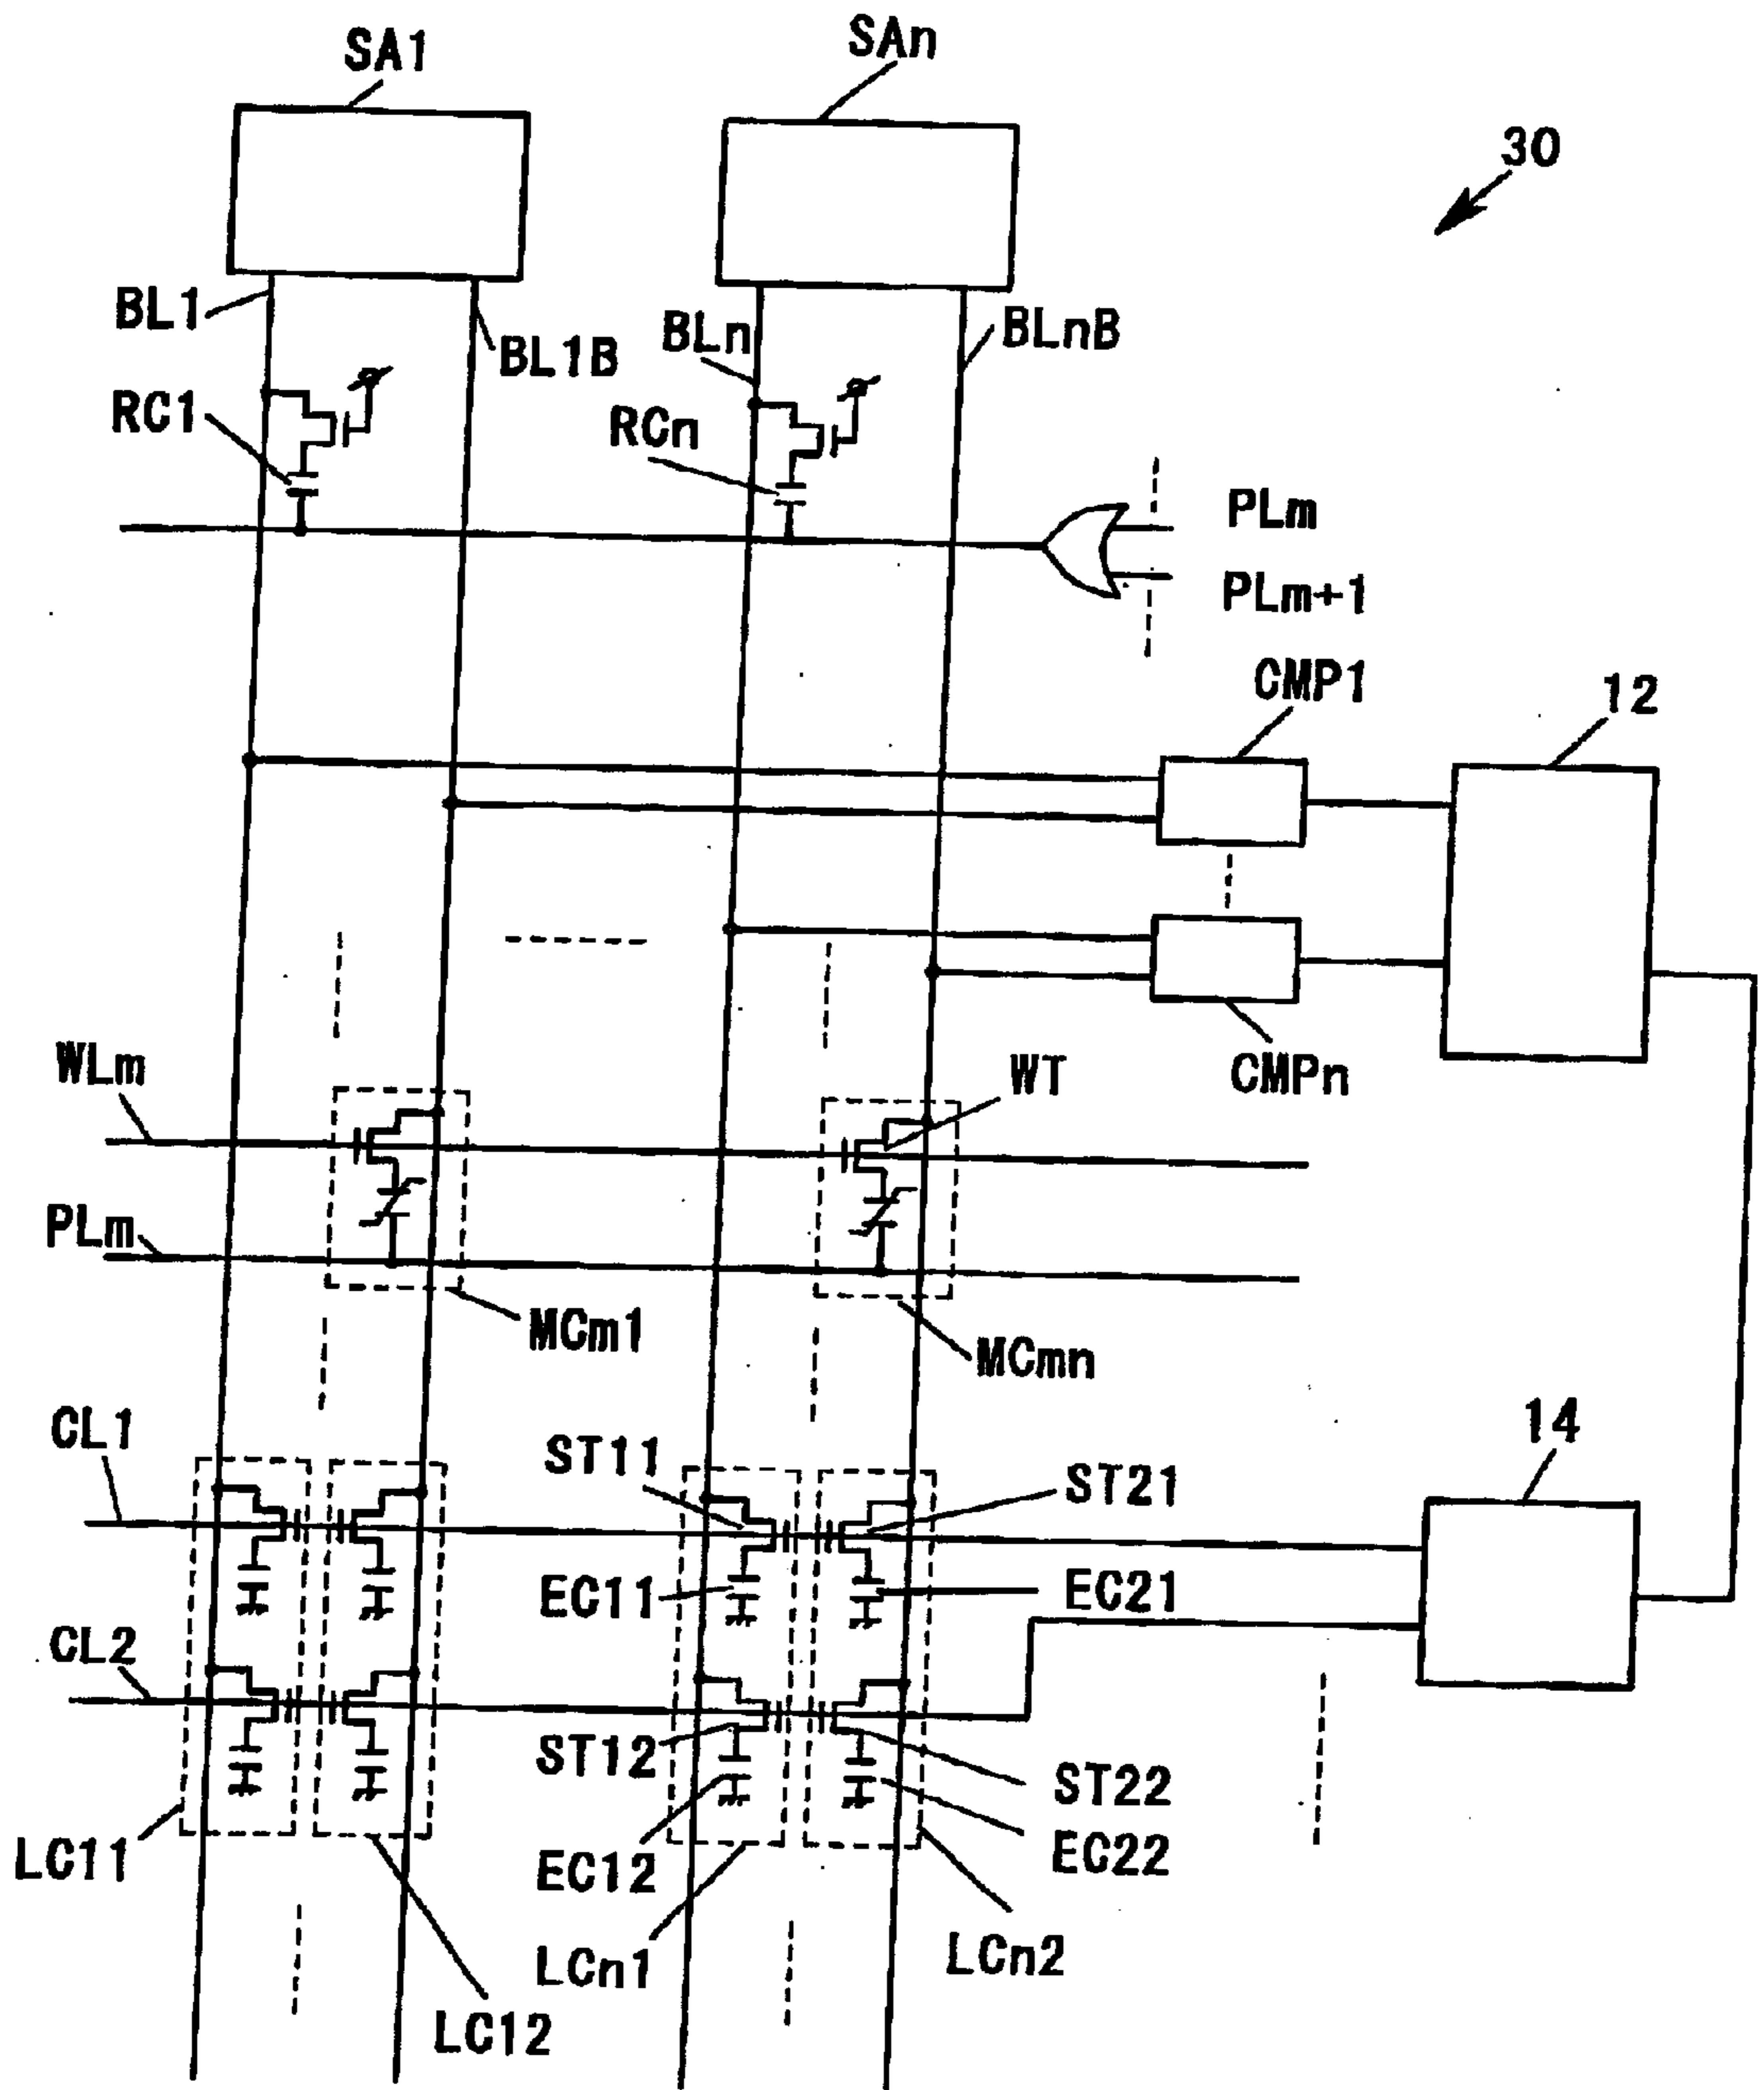 SA1
SAn
30
BL1
BL1B
BLn
BLnB
RC1
RCn
PLm
PLm+1
CMP1
12
WLm
WT
CMPn
PLm
MCm1
MCmn
CL1
ST11
ST21
14
EC11
EC21
CL2
ST12
ST22
LC11
EC12
EC22
LCn1
LCn2
LC12